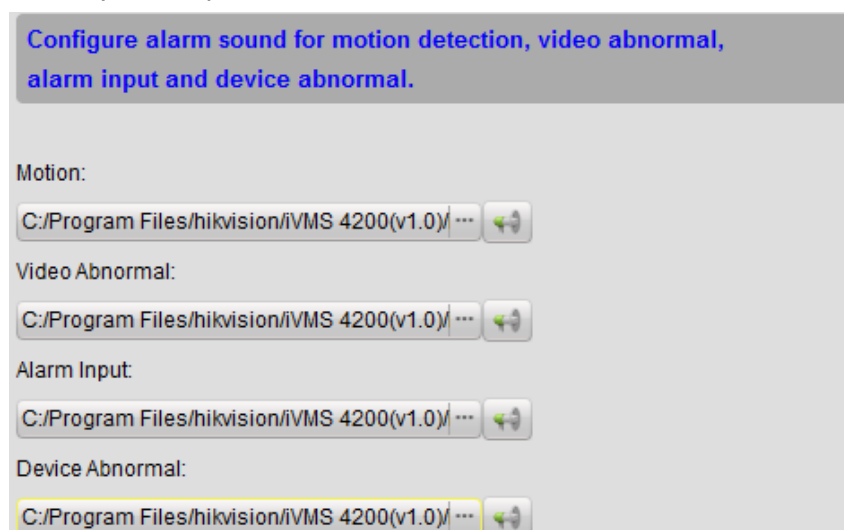 Configure alarm sound for motion detection, video abnormal,
alarm input and device abnormal.
Motion:
C:/Program Files/hikvision/iVMS 4200(v1.0)/ ...
Video Abnormal:
C:/Program Files/hikvision/iVMS 4200(v1.0)/ ...
Alarm Input:
C:/Program Files/hikvision/iVMS 4200(v1.0)/ ...
Device Abnormal:
C:/Program Files/hikvision/iVMS 4200(v1.0)/ ...